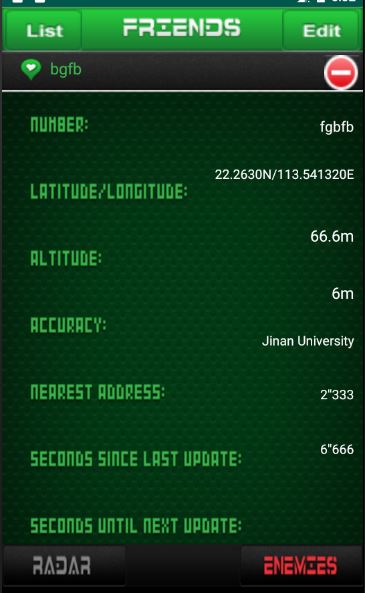 List
FRIENDS
Edit
bgfb
NUMBER:
fgbfb
22.2630N/113.541320E
LATITUDE/LONGITUDE:
66.6m
ALTITUDE:
6m
ACCURACY:
Jinan University
NEAREST ADDRESS:
2"333
SECONDS SINCE LAST UPDATE:
6"666
SECONDS UNTIL NEXT UPDATE:
RADAR
ENEMIES